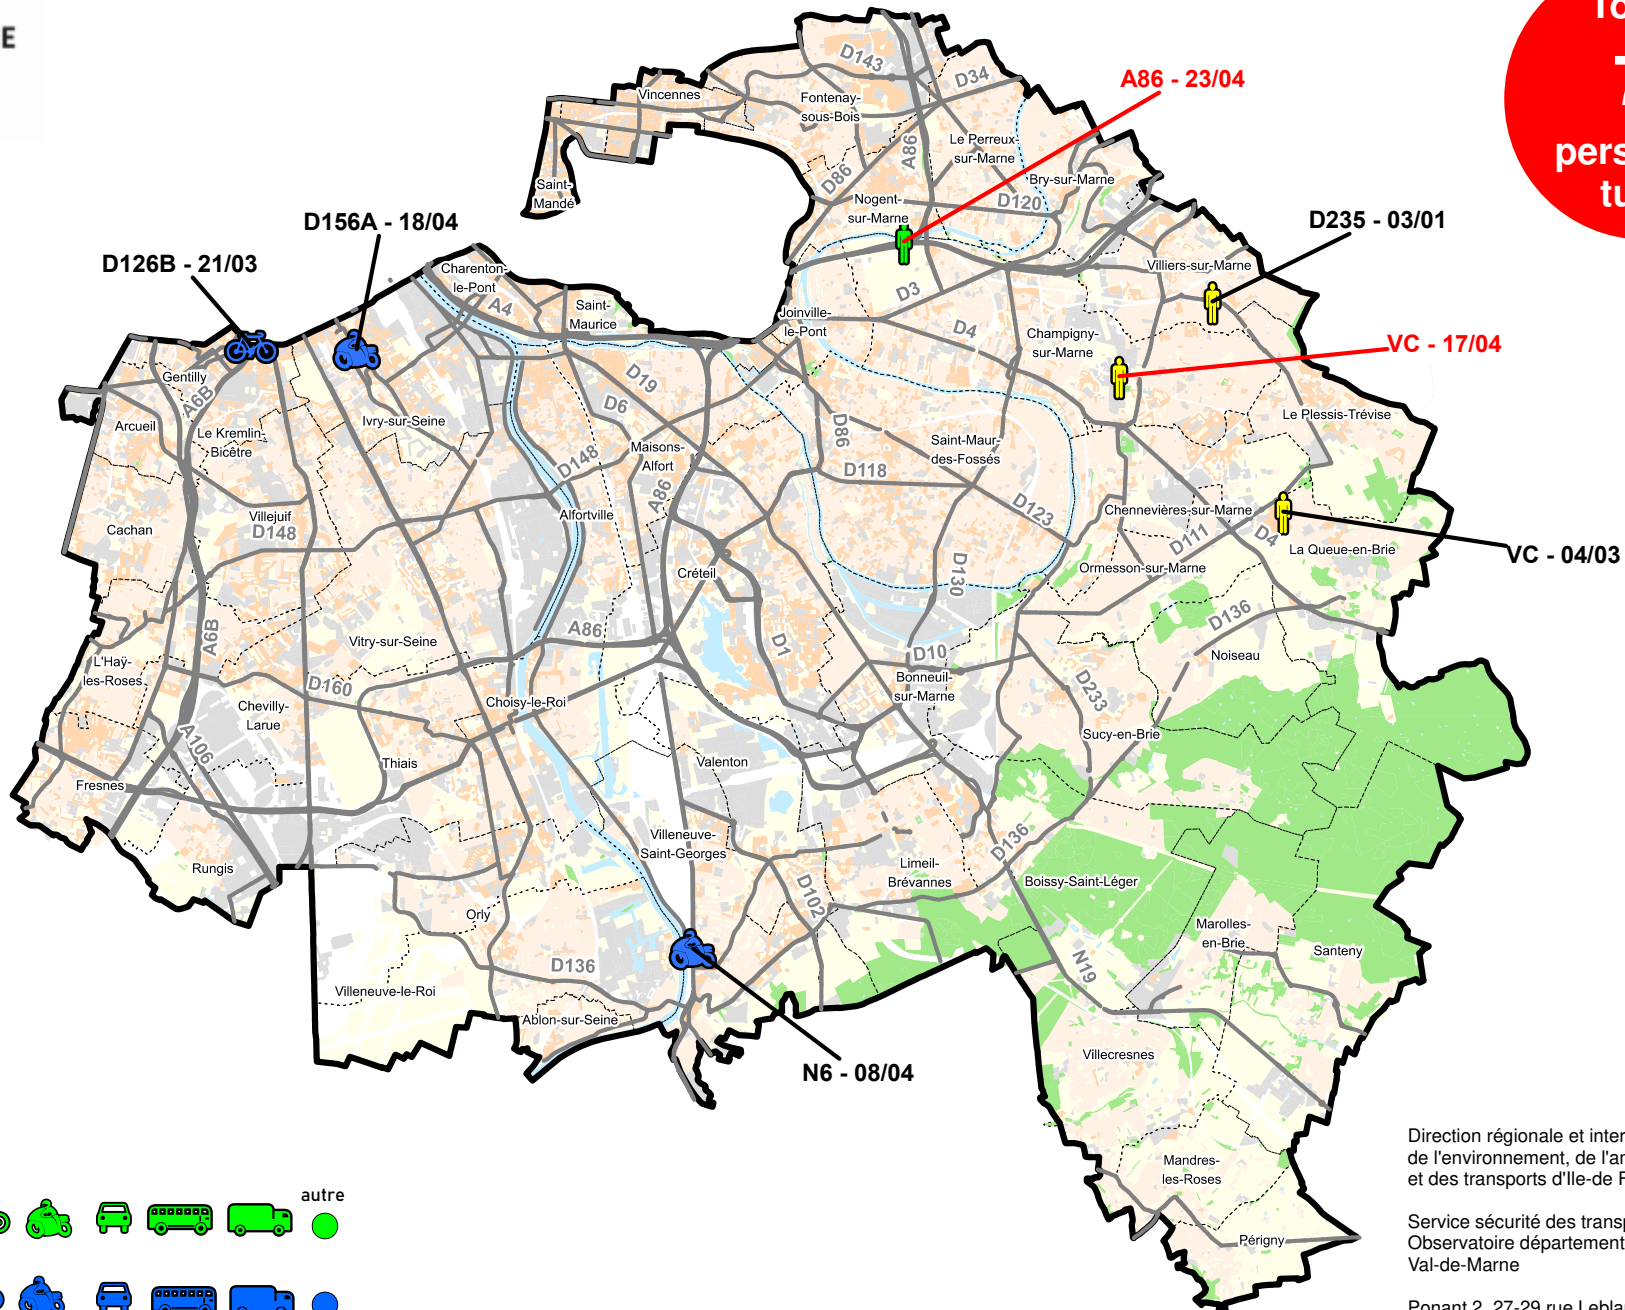 E
A86 - 23/04
pers
tu
D143
D34
Vincennes
Fontenay-
sous-Bois
A86
Le Perreux-
sur-Marne
D86
Saint-
Mandé
Bry-sur-Marne
Nogent-
sur-Marne
D120
D156A - 18/04
D235 - 03/01
D126B - 21/03
Charenton-
le-Pont
Villiers-sur-Marne
A4
Saint-
Maurice
D3
Joinville-
le-Pont
D4
Champigny-
sur-Marne
VC - 17/04
Gentilly
A6B
D19
D6
Ivry-sur-Seine
Le Plessis-Trévise
Arcueil
Le Kremlin-
Bicêtre
D86
Maisons-
Alfort
Saint-Maur-
des-Fossés
D148
D118
A86
Cachan
Villejuif
D148
Alfortville
D123
Chennevières-sur-Marne
D111
D4
La Queue-en-Brie
VC - 04/03
Créteil
D130
Ormesson-sur-Marne
A6B
Vitry-sur-Seine
A86
D1
D136
D10
Noiseau
L'Haÿ-
les-Roses
D160
Bonneuil-
sur-Marne
D233
Chevilly-
Larue
Choisy-le-Roi
Sucy-en-Brie
A106
Thiais
Valenton
Fresnes
Villeneuve-
Saint-Georges
D136
Rungis
Limeil-
Brévannes
Boissy-Saint-Léger
D102
Orly
Marolles-
en-Brie
Santeny
D136
N19
Villeneuve-le-Roi
Ablon-sur-Seine
Villecresnes
N6 - 08/04
Mandres-
les-Roses
Périgny
autre
Direction régionale et inter
de l'environnement, de l'a
et des transports d'Ile-de F
Service sécurité des transp
Observatoire département
Val-de-Marne
Ponant 2, 27-29 rue Lebla